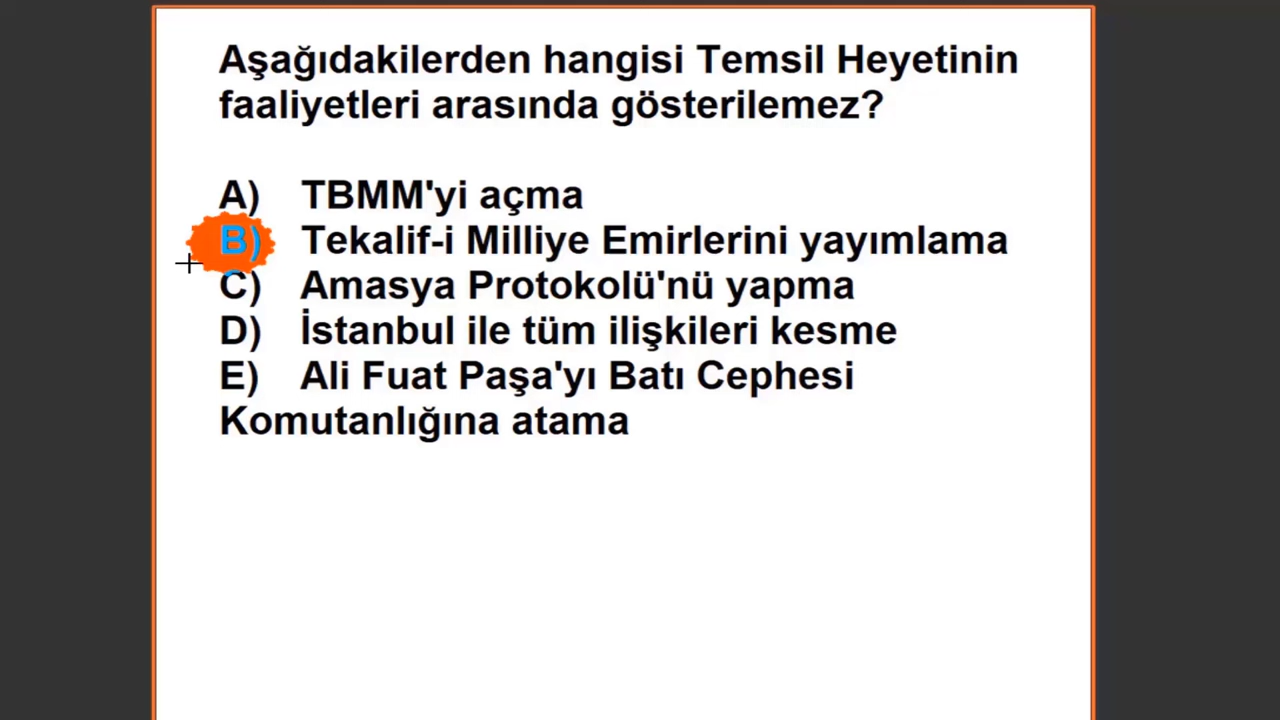 Aşağıdakilerden hangisi Temsil Heyetinin
faaliyetleri arasında gösterilemez?
A) TBMM'yi açma
B) Tekalif-i Milliye Emirlerini yayımlama
C) Amasya Protokolü'nü yapma
D) İstanbul ile tüm ilişkileri kesme
E) Ali Fuat Paşa'yı Batı Cephesi
Komutanlığına atama